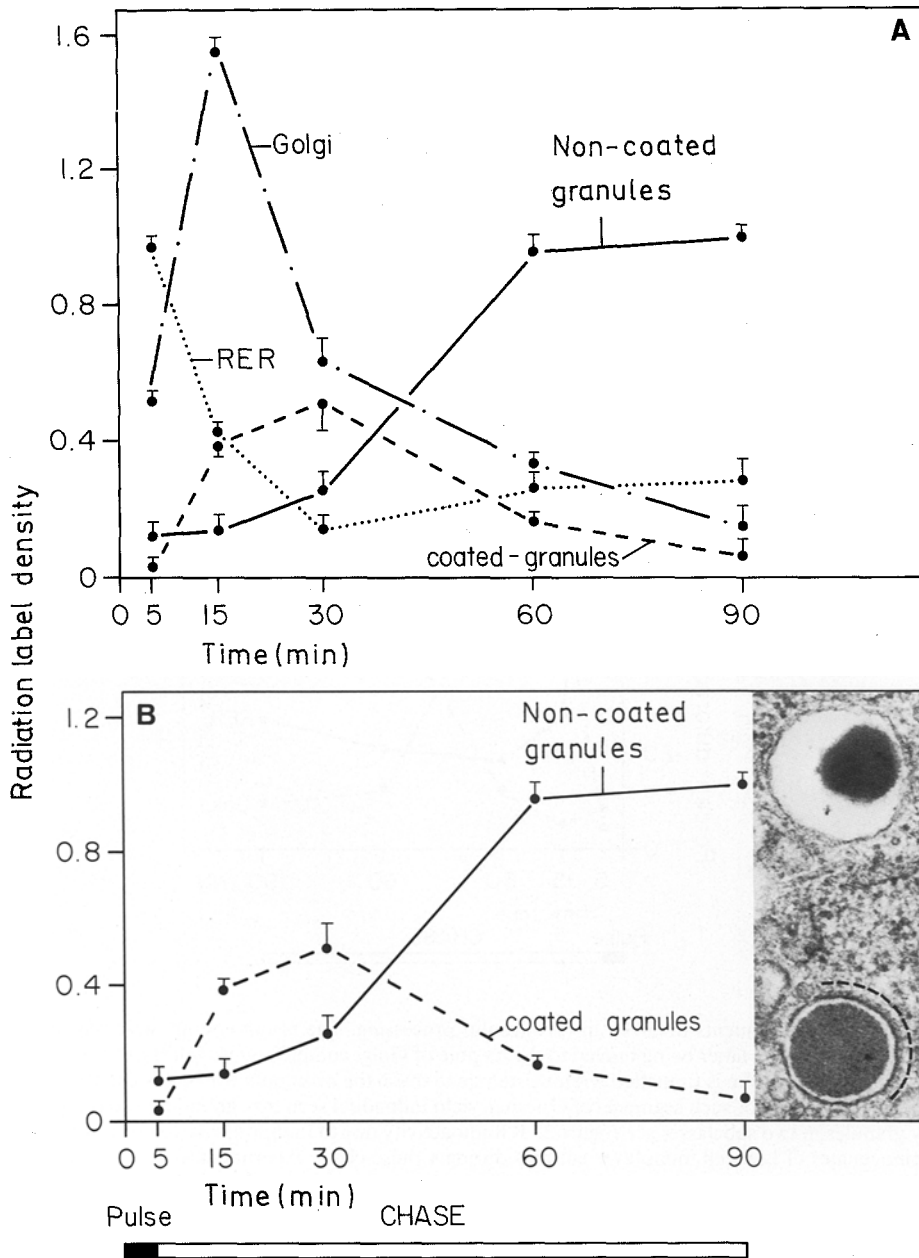 A
1.6
1.2
0.8
0.4
0
Golgi
Non-coated
granules
RER
coated-granules
0 5 15 30 60 90
Time (min)
Radiation label density
B
1.2
0.8
0.4
0
Non-coated
granules
coated granules
0 5 15 30 60 90
Time (min)
Pulse CHASE